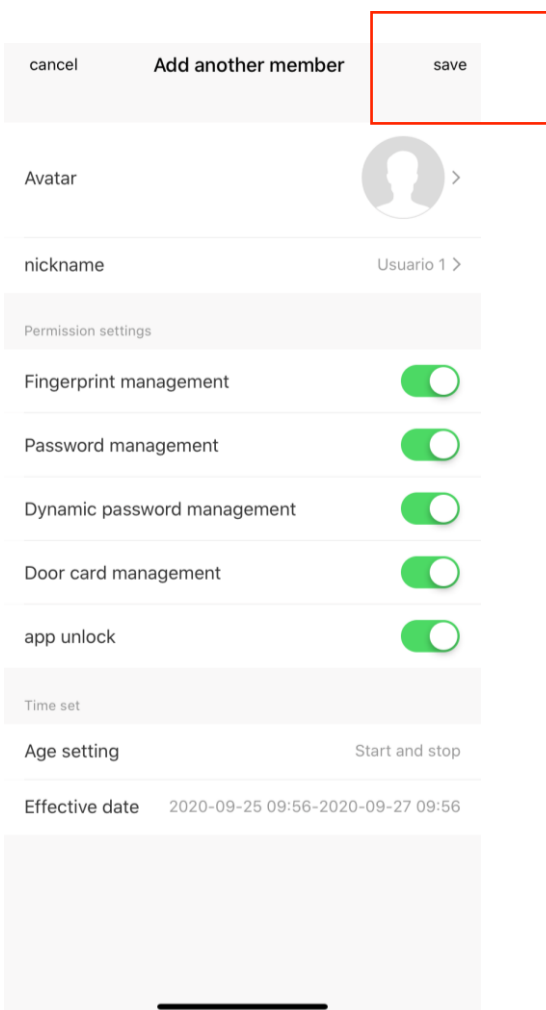 cancel Add another member save
Avatar
nickname Usuario 1
Permission settings
Fingerprint management
Password management
Dynamic password management
Door card management
app unlock
Time set
Age setting Start and stop
Effective date 2020-09-25 09:56-2020-09-27 09:56